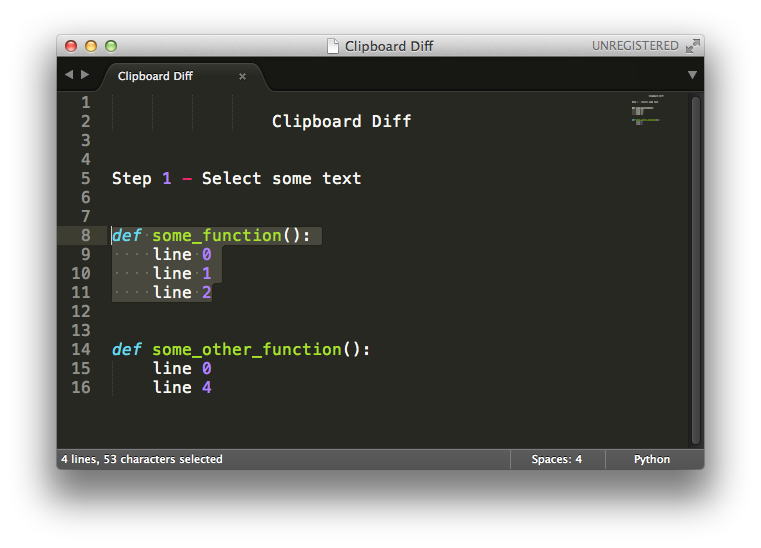 Clipboard Diff
UNREGISTERED
Clipboard Diff ×
1
2 Clipboard Diff
3
4
5 Step 1 – Select some text
6
7
8 def some_function():
9 line 0
10 line 1
11 line 2
12
13
14 def some_other_function():
15 line 0
16 line 4
4 lines, 53 characters selected
Spaces: 4
Python